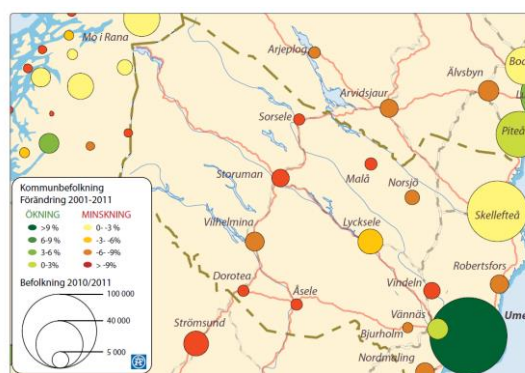 Mo i Rana
Arjeplog
Arvidsjaur
Älvsbyn
Bod
Lu
Piteå
Sorsele
Storuman
Malå
Norsjö
Skellefteå
Vilhelmina
Lycksele
Robertsfors
Dorotea
Åsele
Vindeln
Strömsund
Vännäs
Bjurholm
Ume
Nordmaling
Kommunbefolkning
Förändring 2001-2011
ÖKNING MINSKNING
>9 % 0- -3 %
6-9 % -3- -6%
3-6 % -6- -9%
0-3% > -9%
Befolkning 2010/2011
100 000
40 000
5 000